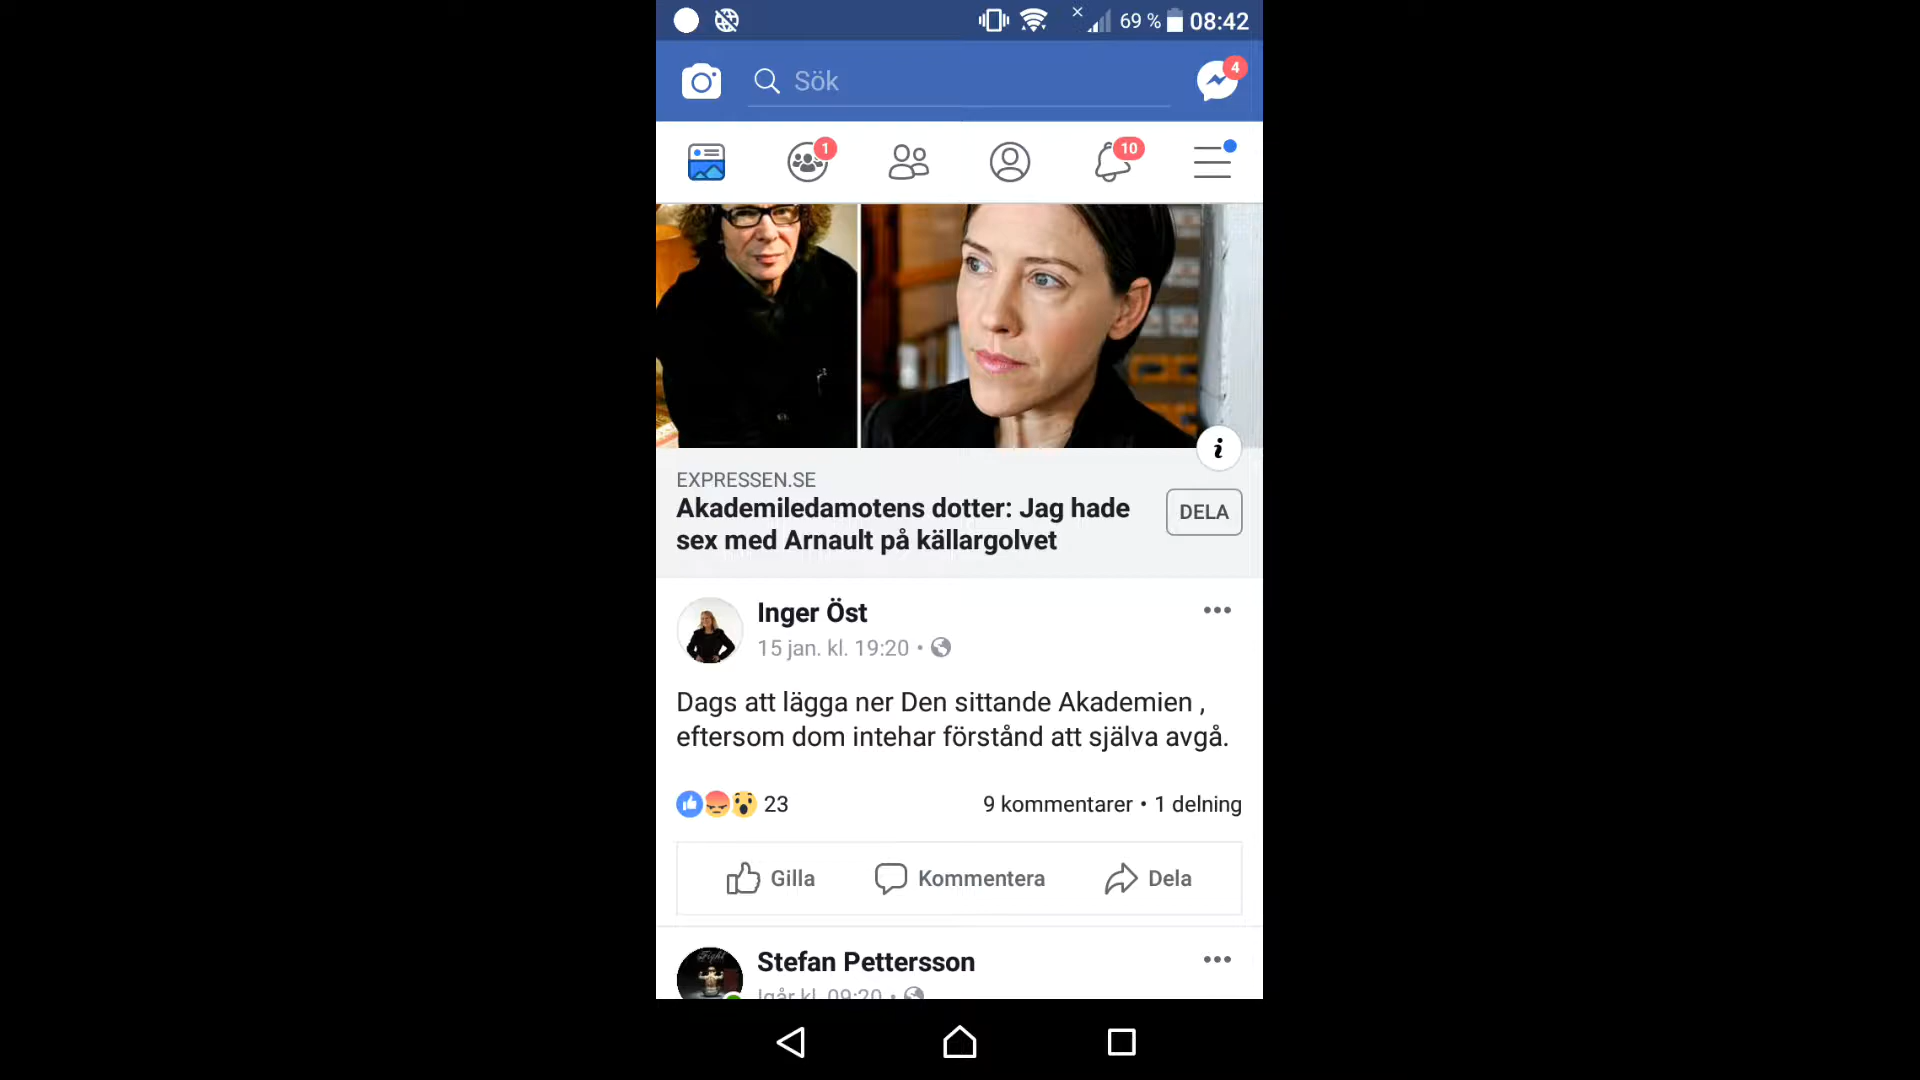 69 % 08:42
Sök
4
1
10
EXPRESSEN.SE
Akademiledamotens dotter: Jag hade
sex med Arnault på källargolvet
DELA
Inger Öst
15 jan. kl. 19:20 •
Dags att lägga ner Den sittande Akademien ,
eftersom dom intehar förstånd att själva avgå.
23
9 kommentarer • 1 delning
Gilla
Kommentera
Dela
Stefan Pettersson
Igår kl. 09:20 •